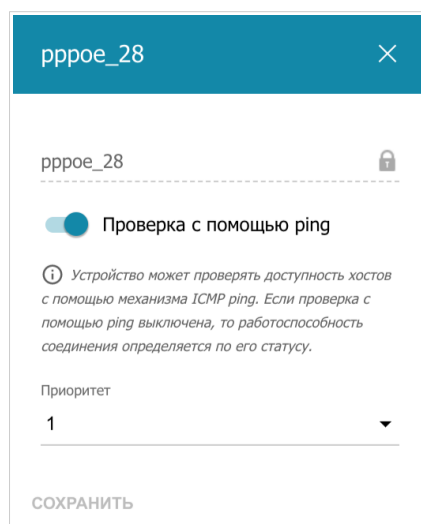 pppoe_28
pppoe_28
Проверка с помощью ping
Устройство может проверять доступность хостов
с помощью механизма ICMP ping. Если проверка с
помощью ping выключена, то работоспособность
соединения определяется по его статусу.
Приоритет
1
СОХРАНИТЬ